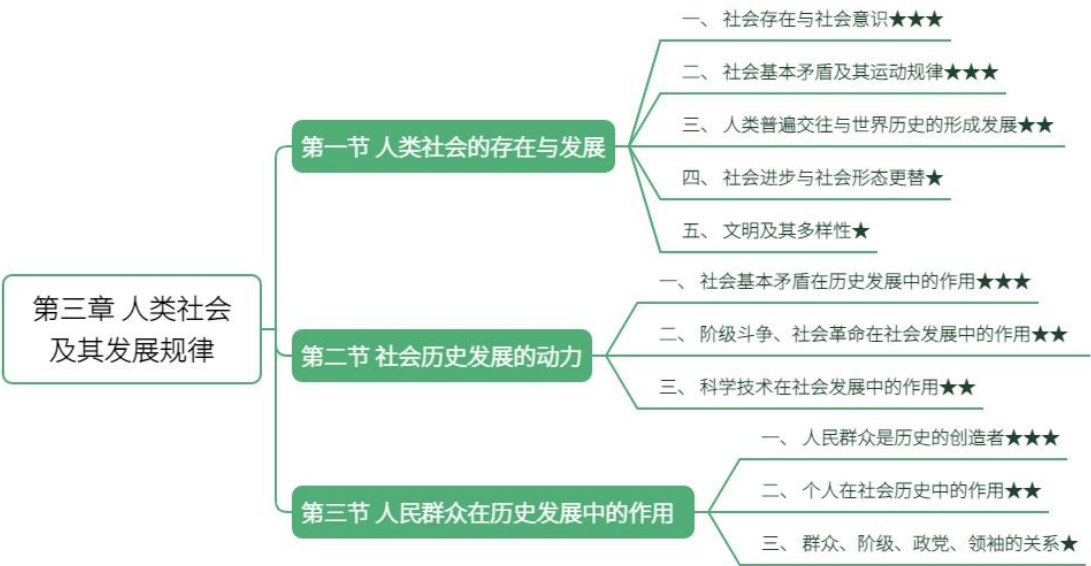 第三章 人类社会
及其发展规律
第一节 人类社会的存在与发展
一、 社会存在与社会意识★★★
二、 社会基本矛盾及其运动规律★★★
三、 人类普遍交往与世界历史的形成发展★★
四、 社会进步与社会形态更替★
五、 文明及其多样性★
第二节 社会历史发展的动力
一、 社会基本矛盾在历史发展中的作用★★★
二、 阶级斗争、社会革命在社会发展中的作用★★
三、 科学技术在社会发展中的作用★★
第三节 人民群众在历史发展中的作用
一、 人民群众是历史的创造者★★★
二、 个人在社会历史中的作用★★
三、 群众、阶级、政党、领袖的关系★